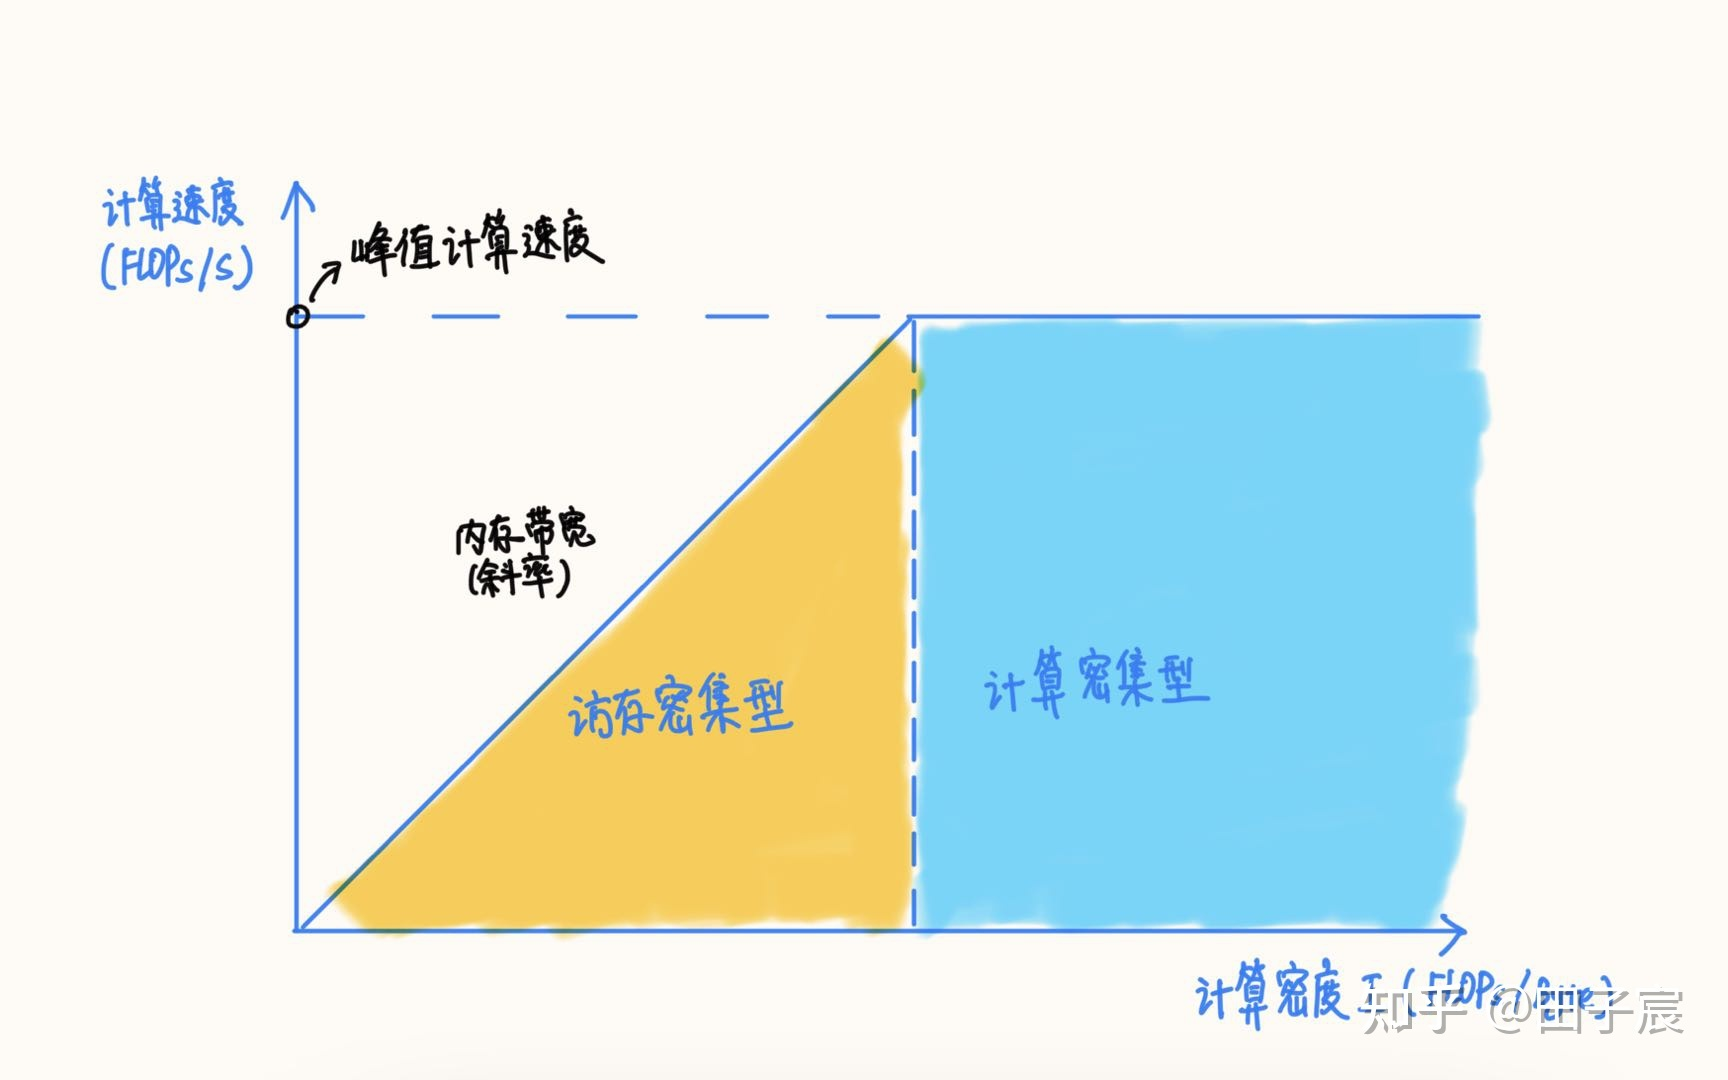 计算速度
(FLOPs/s)
峰值计算速度
内存带宽
(斜率)
访存密集型
计算密集型
计算密度 I (FLOPs/Byte)
知乎 @田子宸